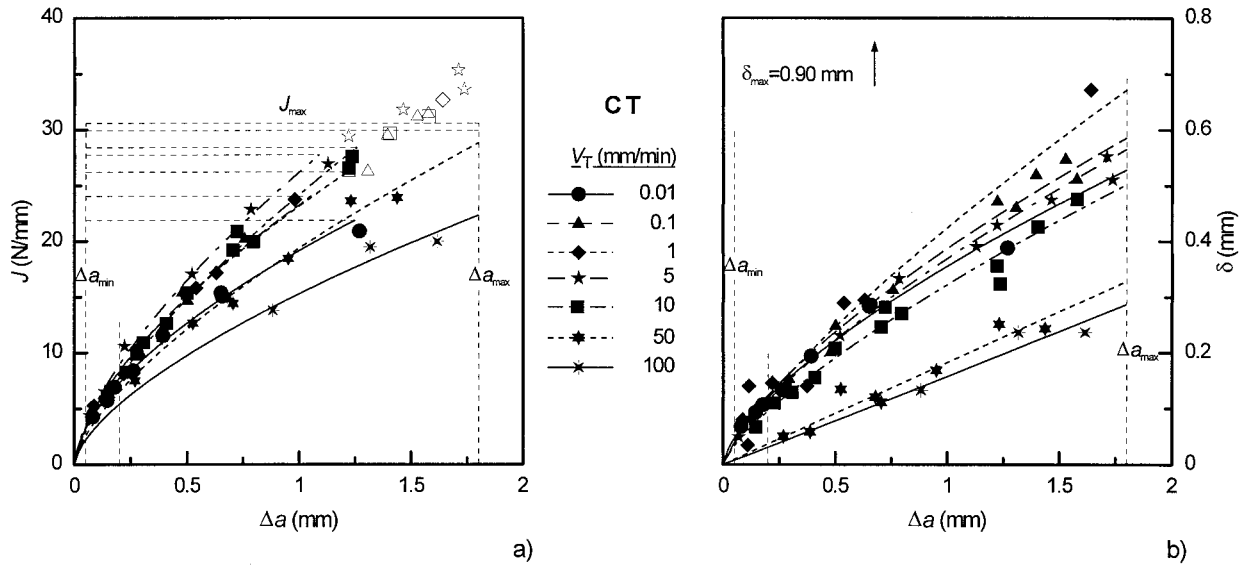 40
30
20
10
0
J (N/mm)
J_max
Δa_min
Δa_max
0 0.5 1 1.5 2
Δa (mm)
a)
CT
V_T (mm/min)
0.01
0.1
1
5
10
50
100
δ_max=0.90 mm
Δa_min
Δa_max
0.8
0.6
0.4
0.2
0
δ (mm)
0 0.5 1 1.5 2
Δa (mm)
b)